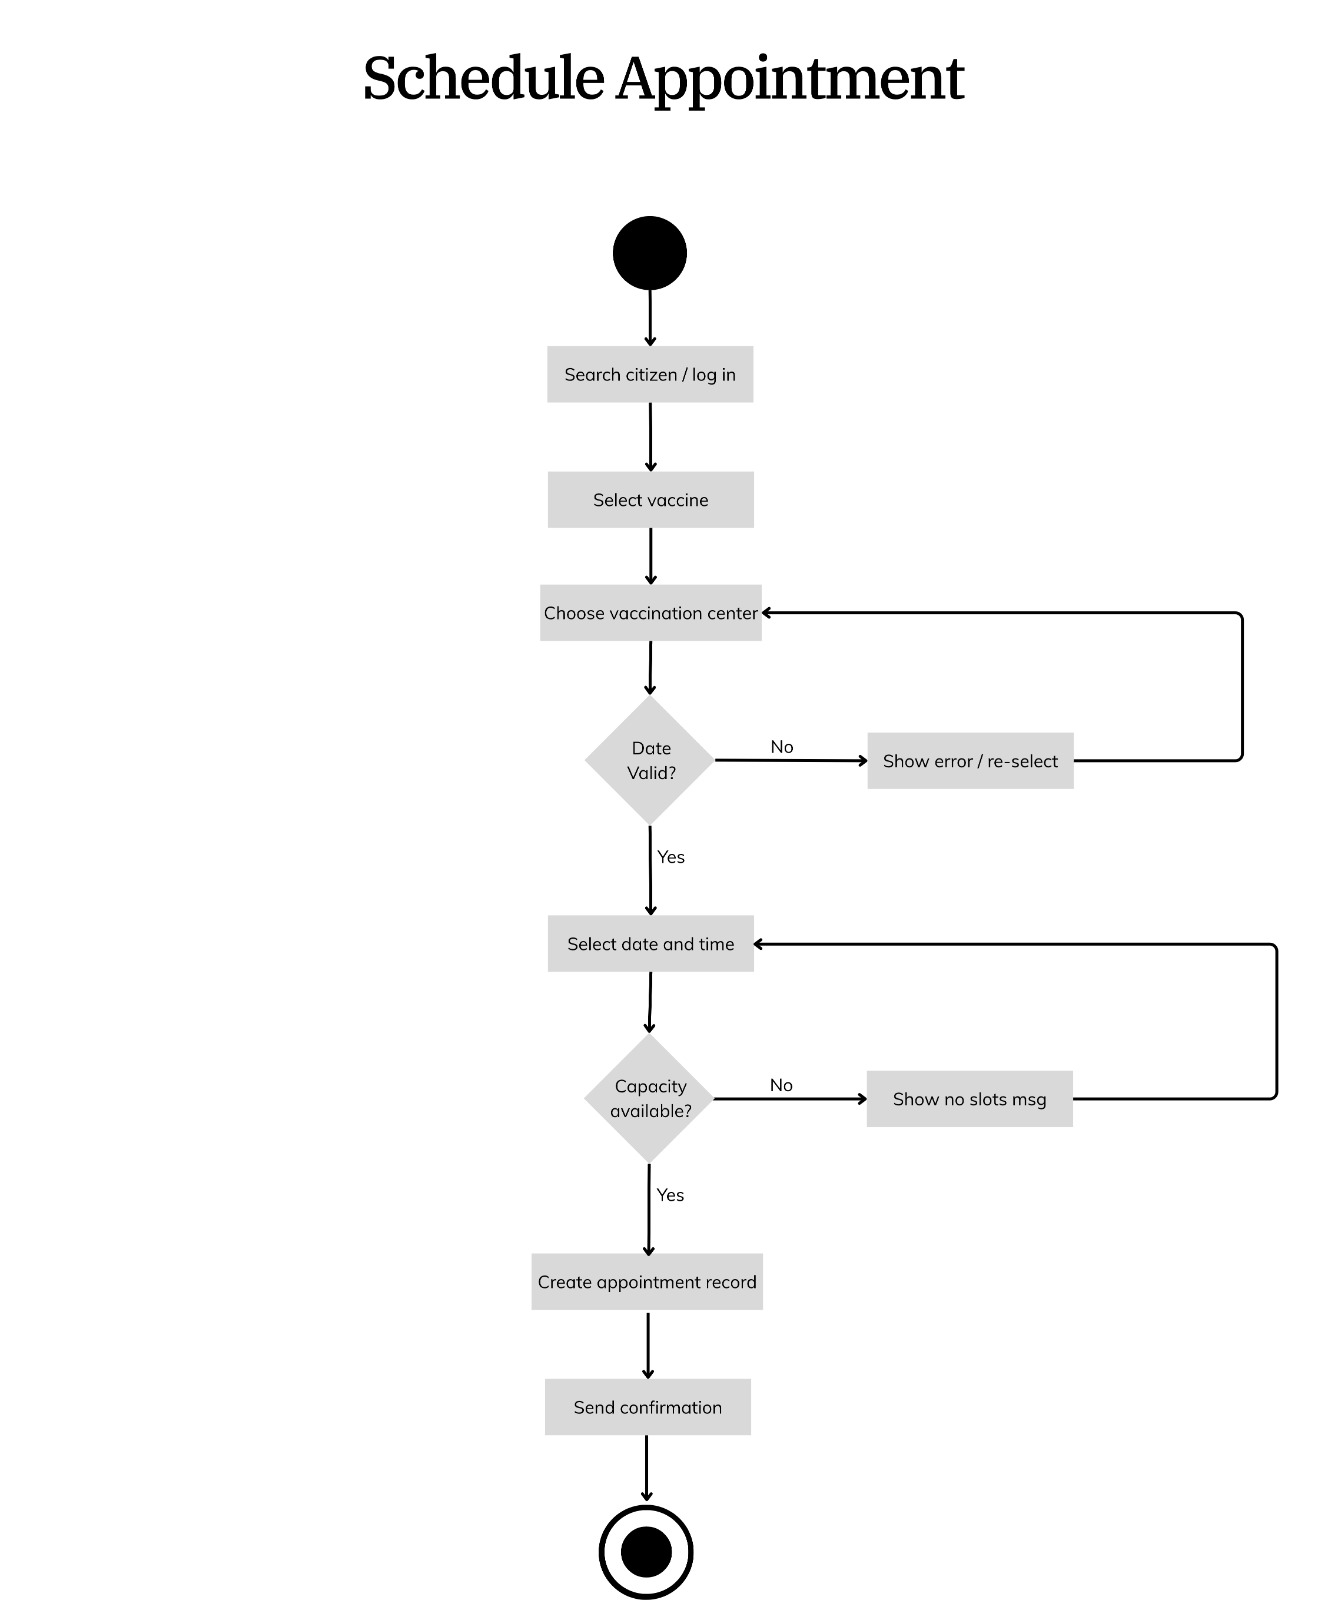 Schedule Appointment
Search citizen / log in
Select vaccine
Choose vaccination center
Date
Valid?
No
Show error / re-select
Yes
Select date and time
Capacity
available?
No
Show no slots msg
Yes
Create appointment record
Send confirmation